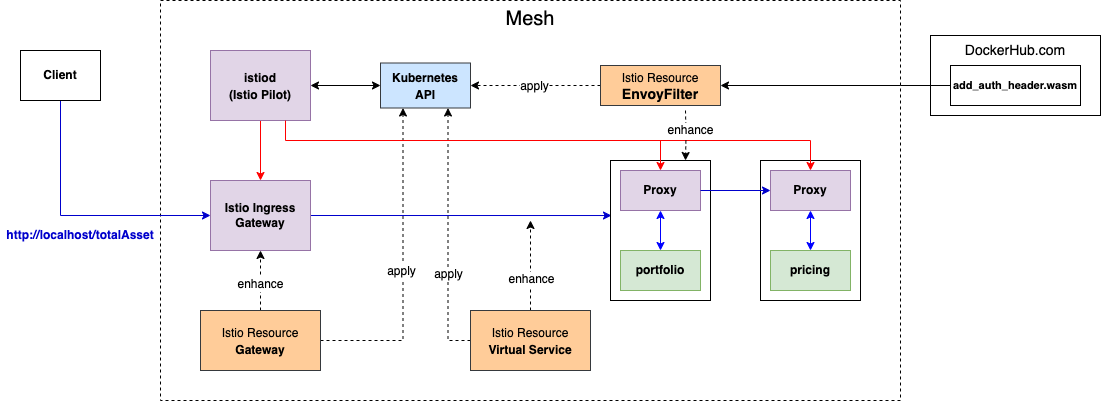 Mesh
DockerHub.com
Client
istiod
(Istio Pilot)
Kubernetes
API
apply
Istio Resource
EnvoyFilter
add_auth_header.wasm
enhance
Istio Ingress
Gateway
Proxy
Proxy
http://localhost/totalAsset
apply
apply
enhance
enhance
portfolio
pricing
Istio Resource
Gateway
Istio Resource
Virtual Service